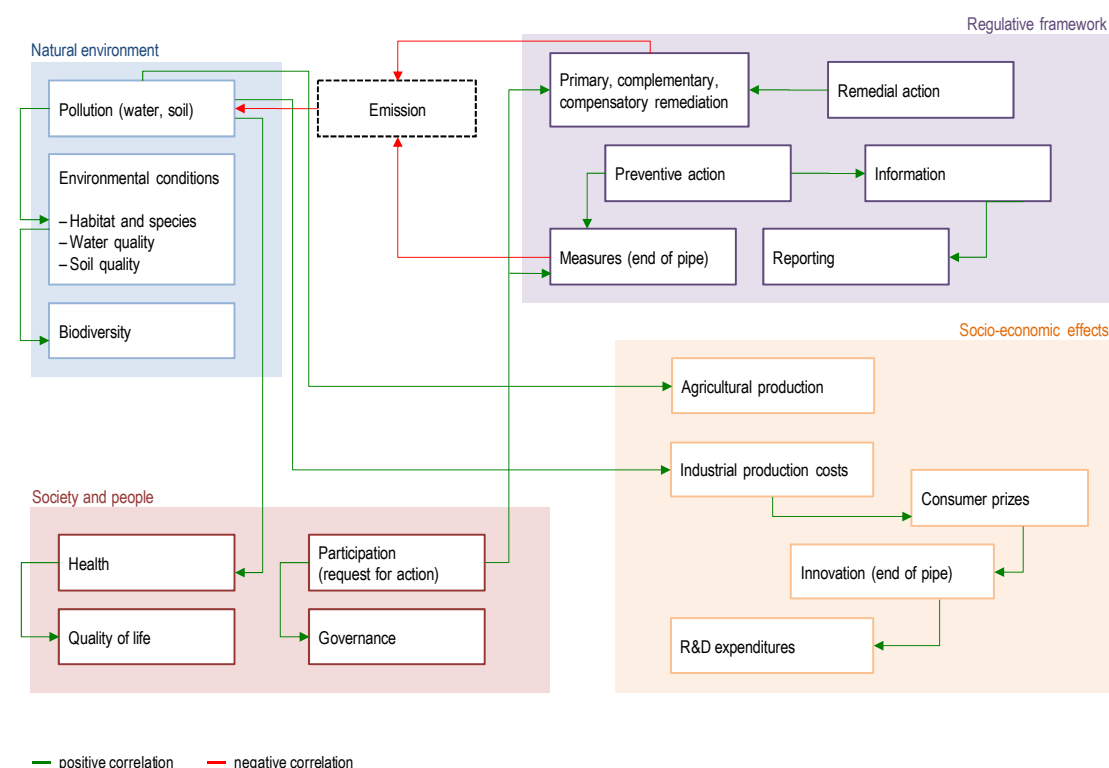 Regulative framework
Natural environment
Pollution (water, soil)
Emission
Primary, complementary,
compensatory remediation
Remedial action
Environmental conditions
– Habitat and species
– Water quality
– Soil quality
Preventive action
Information
Measures (end of pipe)
Reporting
Biodiversity
Socio-economic effects
Agricultural production
Industrial production costs
Consumer prizes
Innovation (end of pipe)
R&D expenditures
Society and people
Health
Participation
(request for action)
Quality of life
Governance
positive correlation
negative correlation